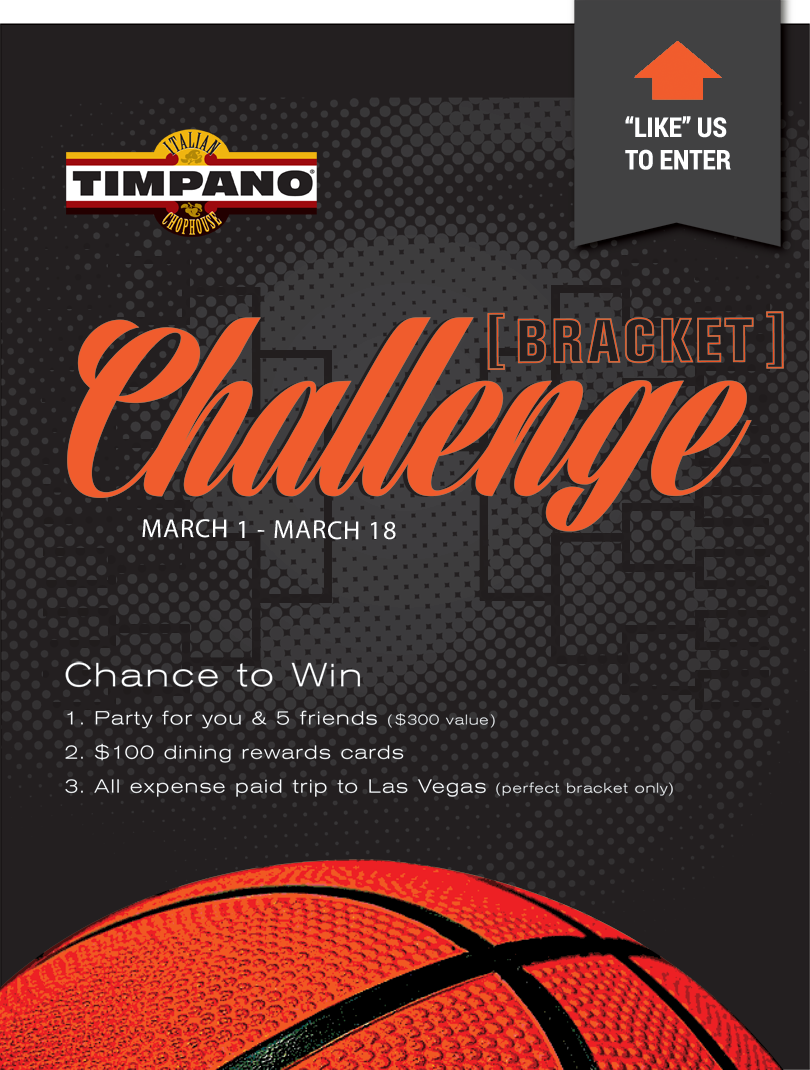 “LIKE” US
TO ENTER
ITALIAN
TIMPANO®
CHOPHOUSE
[BRACKET]
Challenge
MARCH 1 - MARCH 18
Chance to Win
1. Party for you & 5 friends ($300 value)
2. $100 dining rewards cards
3. All expense paid trip to Las Vegas (perfect bracket only)